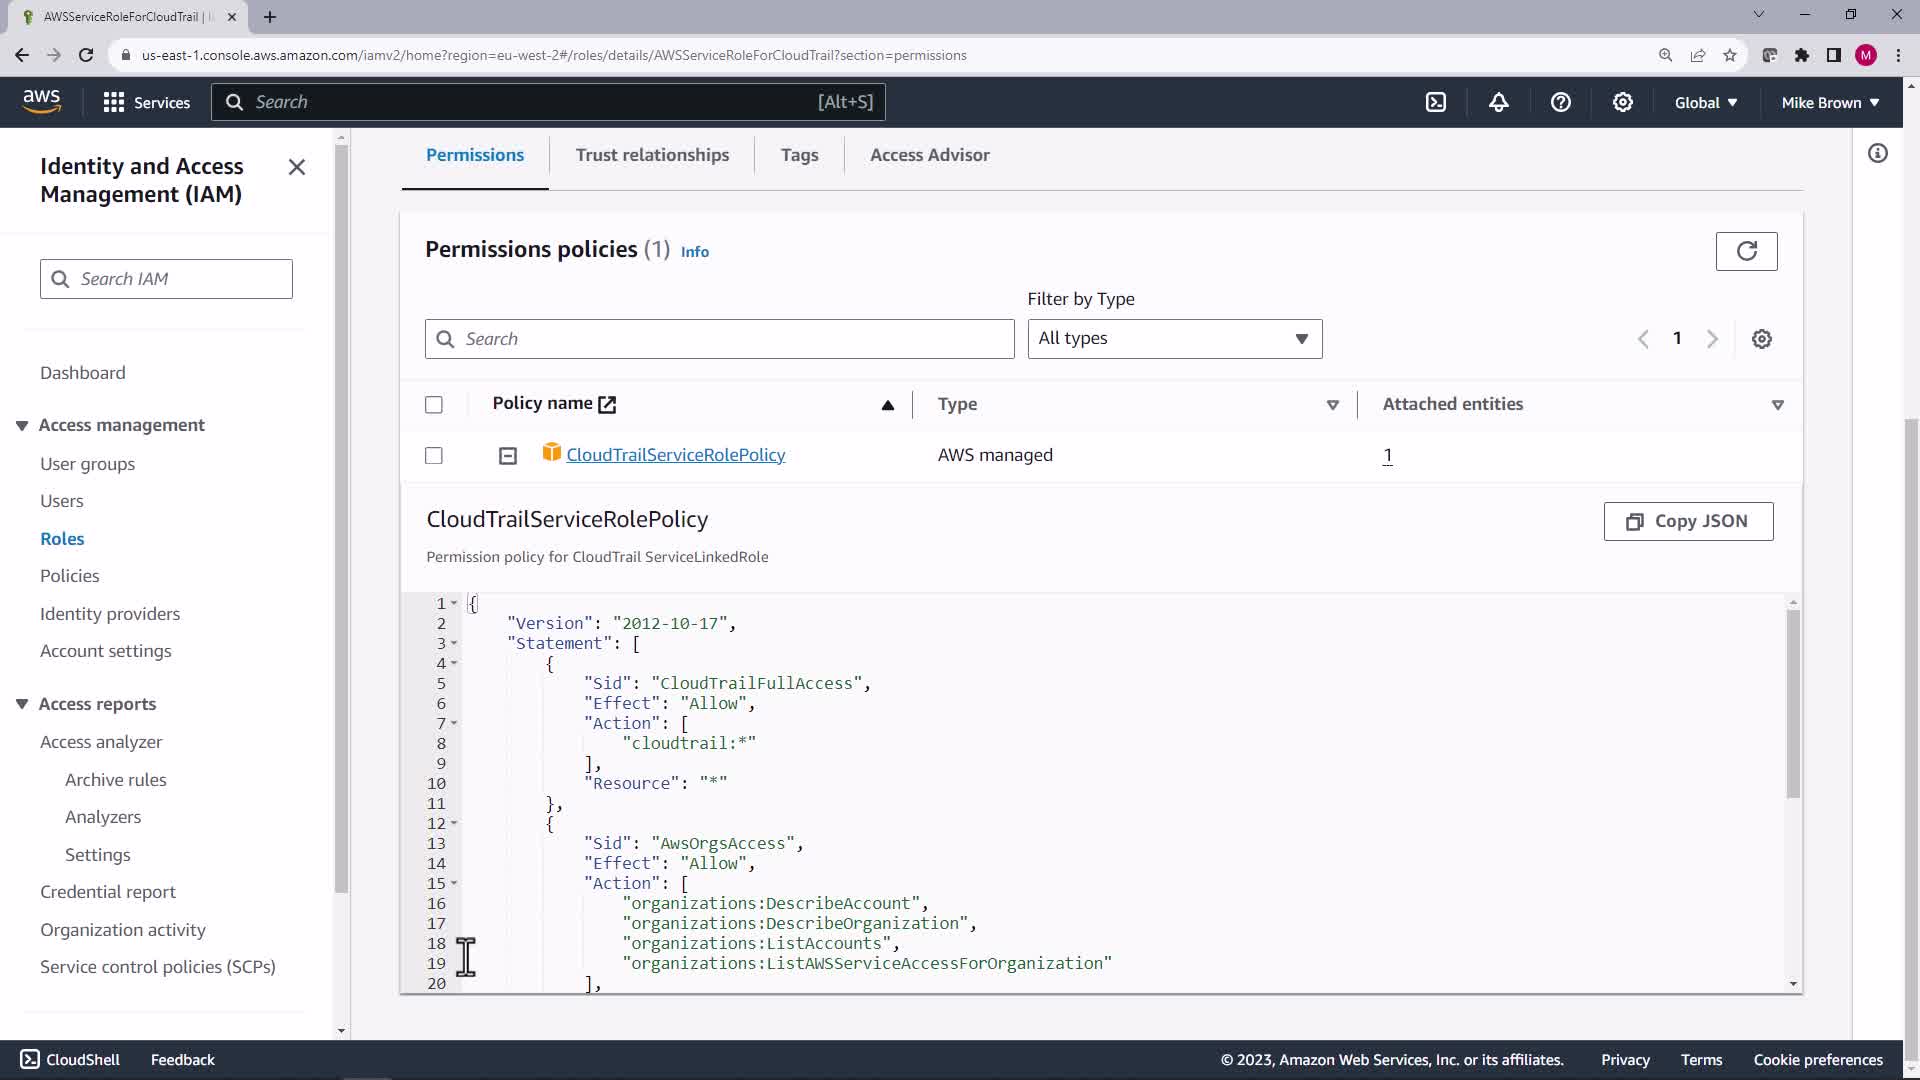 AWSServiceRoleForCloudTrail |
us-east-1.console.aws.amazon.com/iamv2/home?region=eu-west-2#/roles/details/AWSServiceRoleForCloudTrail?section=permissions
M
aws
Services
Search
[Alt+S]
Global
Mike Brown
Identity and Access
Management (IAM)
Search IAM
Dashboard
Access management
User groups
Users
Roles
Policies
Identity providers
Account settings
Access reports
Access analyzer
Archive rules
Analyzers
Settings
Credential report
Organization activity
Service control policies (SCPs)
Permissions
Trust relationships
Tags
Access Advisor
Permissions policies (1) Info
Filter by Type
Search
All types
1
Policy name
Type
Attached entities
CloudTrailServiceRolePolicy
AWS managed
1
CloudTrailServiceRolePolicy
Copy JSON
Permission policy for CloudTrail ServiceLinkedRole
1 {
2 "Version": "2012-10-17",
3 "Statement": [
4 {
5 "Sid": "CloudTrailFullAccess",
6 "Effect": "Allow",
7 "Action": [
8 "cloudtrail:*"
9 ],
10 "Resource": "*"
11 },
12 {
13 "Sid": "AwsOrgsAccess",
14 "Effect": "Allow",
15 "Action": [
16 "organizations:DescribeAccount",
17 "organizations:DescribeOrganization",
18 "organizations:ListAccounts",
19 "organizations:ListAWSServiceAccessForOrganization"
20 ],
CloudShell
Feedback
© 2023, Amazon Web Services, Inc. or its affiliates.
Privacy
Terms
Cookie preferences